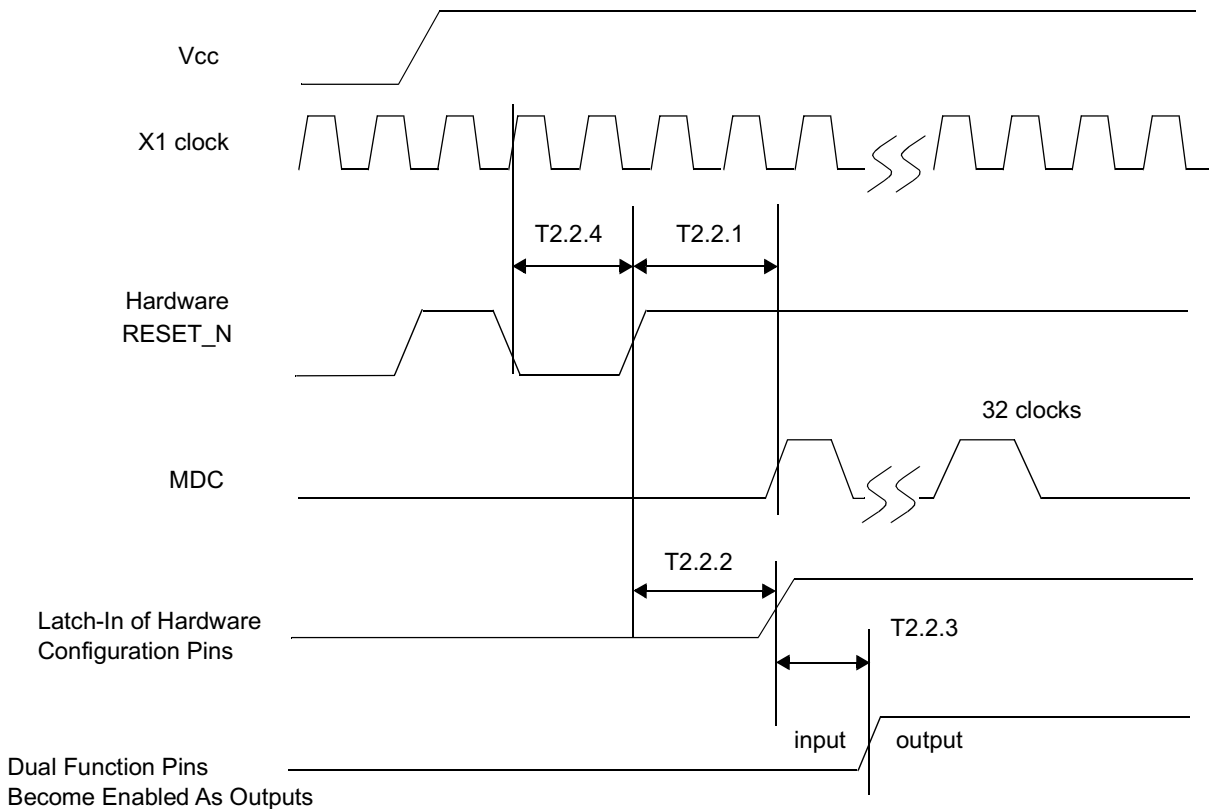 Vcc
X1 clock
T2.2.4
T2.2.1
Hardware
RESET_N
32 clocks
MDC
T2.2.2
Latch-In of Hardware
Configuration Pins
T2.2.3
input
output
Dual Function Pins
Become Enabled As Outputs